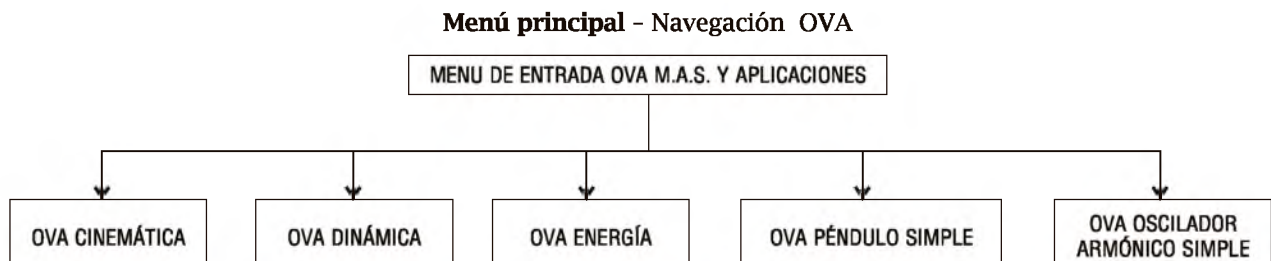 Menú principal - Navegación OVA
MENU DE ENTRADA OVA M.A.S. Y APLICACIONES
OVA CINEMÁTICA
OVA DINÁMICA
OVA ENERGÍA
OVA PÉNDULO SIMPLE
OVA OSCILADOR
ARMÓNICO SIMPLE